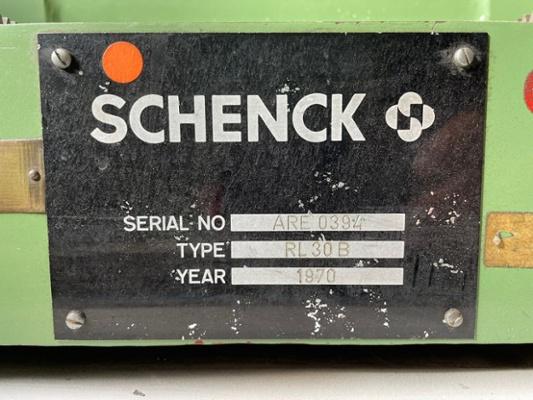 SCHENCK
SERIAL NO ARE 0394
TYPE RL 30 B
YEAR 1970